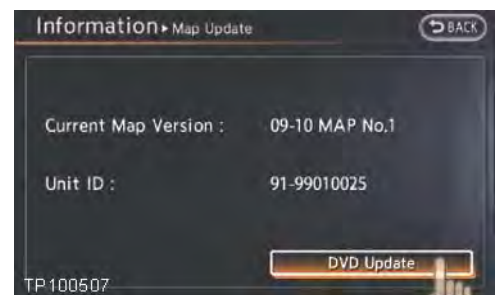 Information ▸ Map Update
BACK
Current Map Version : 09-10 MAP No.1
Unit ID : 91-99010025
DVD Update
TP100507